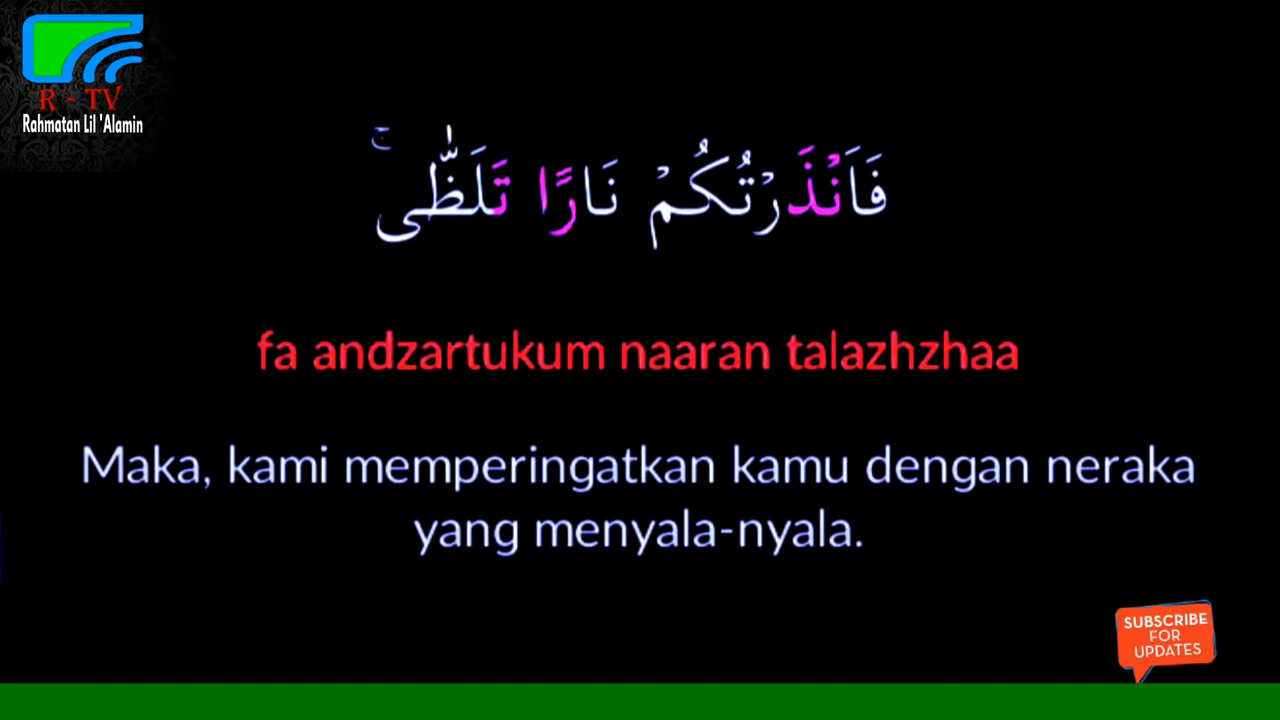 R - TV
Rahmatan Lil 'Alamin
فَاَنْذَرْتُكُمْ نَارًا تَلَظّٰىۚ
fa andzartukum naaran talazhzhaa
Maka, kami memperingatkan kamu dengan neraka
yang menyala-nyala.
SUBSCRIBE
FOR
UPDATES